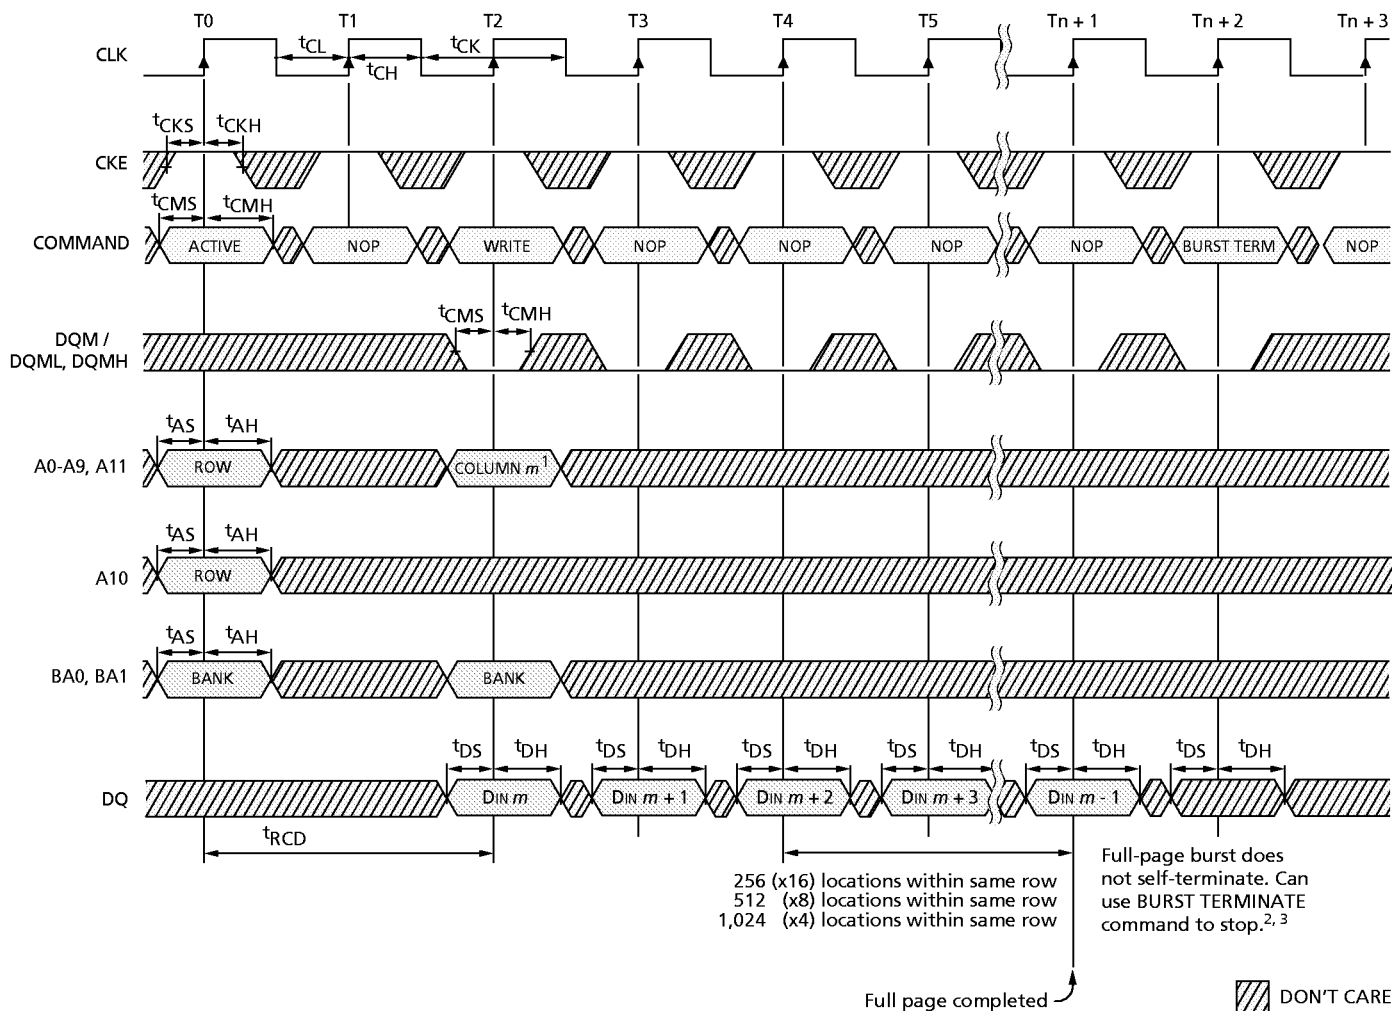 T0 T1 T2 T3 T4 T5 Tn + 1 Tn + 2 Tn + 3
CLK
tCL tCK
tCH
tCKS tCKH
CKE
tCMS tCMH
COMMAND ACTIVE NOP WRITE NOP NOP NOP NOP BURST TERM NOP
tCMS tCMH
DQM /
DQML, DQMH
tAS tAH
A0-A9, A11 ROW COLUMN m1
tAS tAH
A10 ROW
tAS tAH
BA0, BA1 BANK BANK
tDS tDH tDS tDH tDS tDH tDS tDH tDS tDH tDS tDH
DQ DIN m DIN m + 1 DIN m + 2 DIN m + 3 DIN m - 1
tRCD
256 (x16) locations within same row
512 (x8) locations within same row
1,024 (x4) locations within same row
Full-page burst does
not self-terminate. Can
use BURST TERMINATE
command to stop.2, 3
Full page completed
DON'T CARE